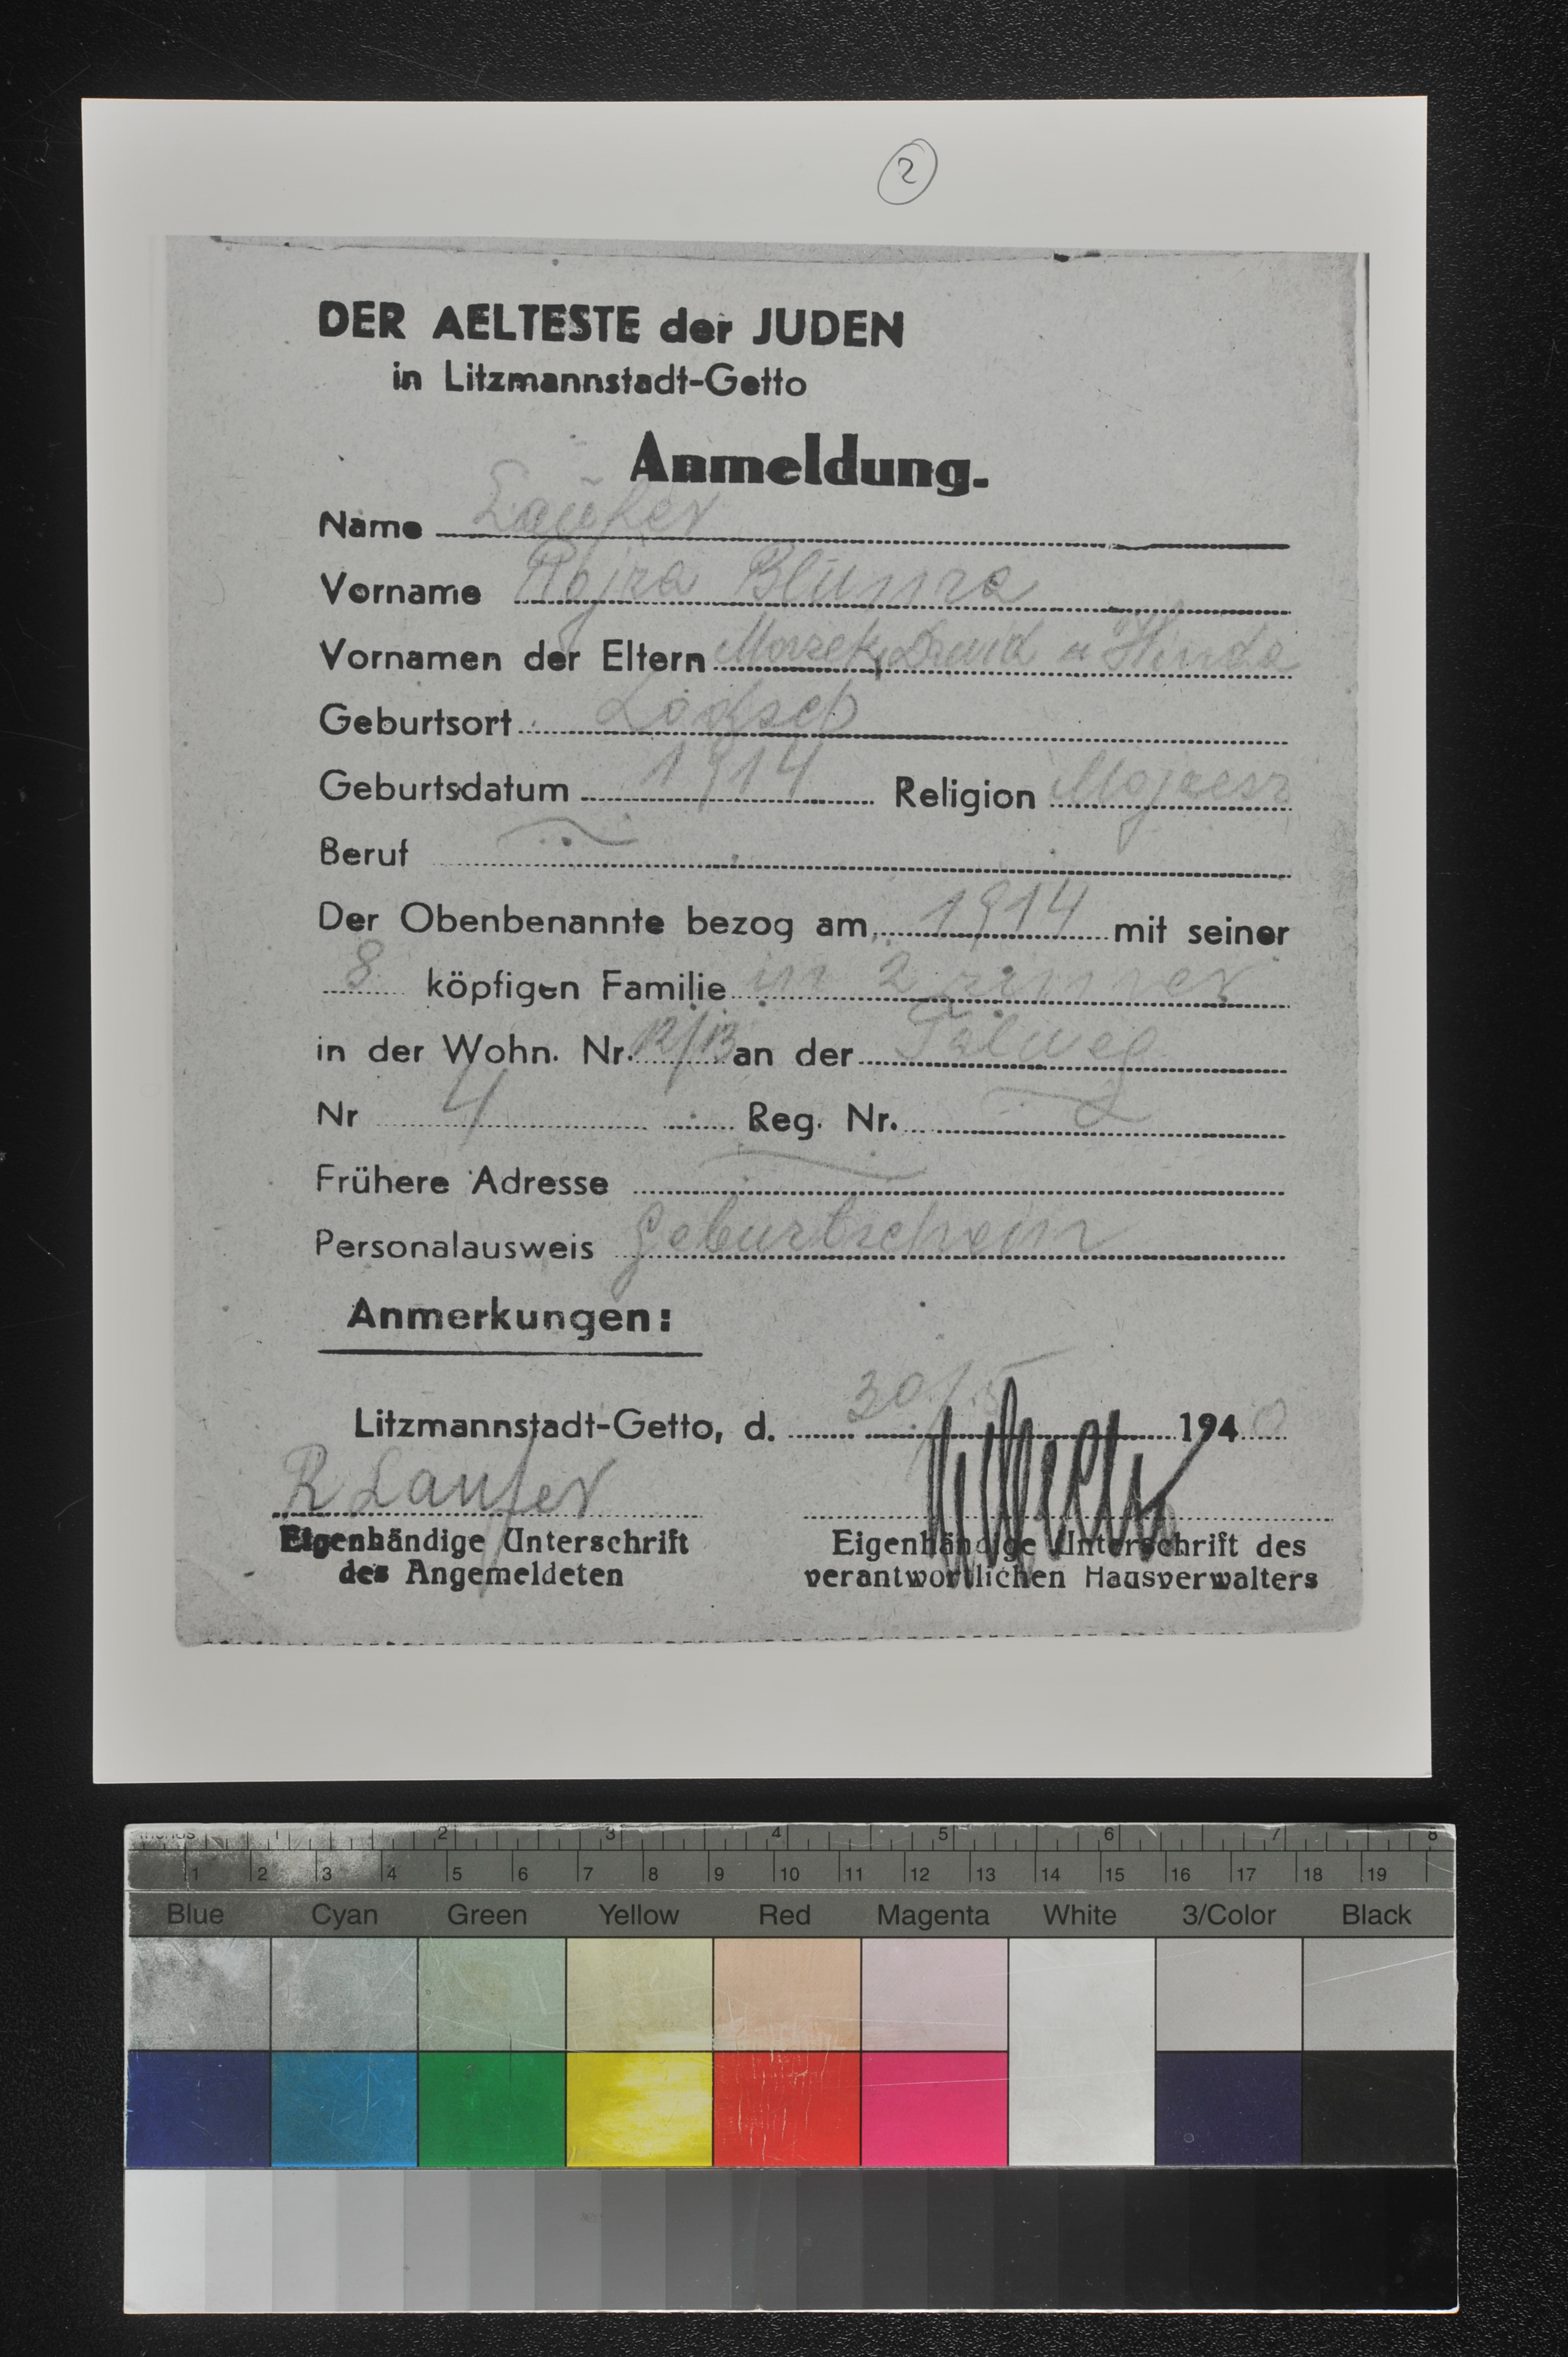 2
DER AELTESTE der JUDEN
in Litzmannstadt-Getto
Anmeldung.
Name Laufer
Vorname Rojza Blimza
Vornamen der Eltern Moszek, Dawid u Hinda
Geburtsort Lodsch
Geburtsdatum 1914 Religion
Beruf
Der Obenbenannte bezog am 1914 mit seiner
8 köpfigen Familie in 2 zimmer
in der Wohn. Nr. 12/13 an der Talweg
Nr 4 Reg. Nr.
Frühere Adresse
Personalausweis Geburtschein
Anmerkungen:
Litzmannstadt-Getto, d. 30/5 1940
R Laufer
Eigenhändige Unterschrift Eigenhändige Unterschrift des
des Angemeldeten verantwortlichen Hausverwalters
inches 1 2 3 4 5 6 7 8
1 2 3 4 5 6 7 8 9 10 11 12 13 14 15 16 17 18 19
Blue Cyan Green Yellow Red Magenta White 3/Color Black